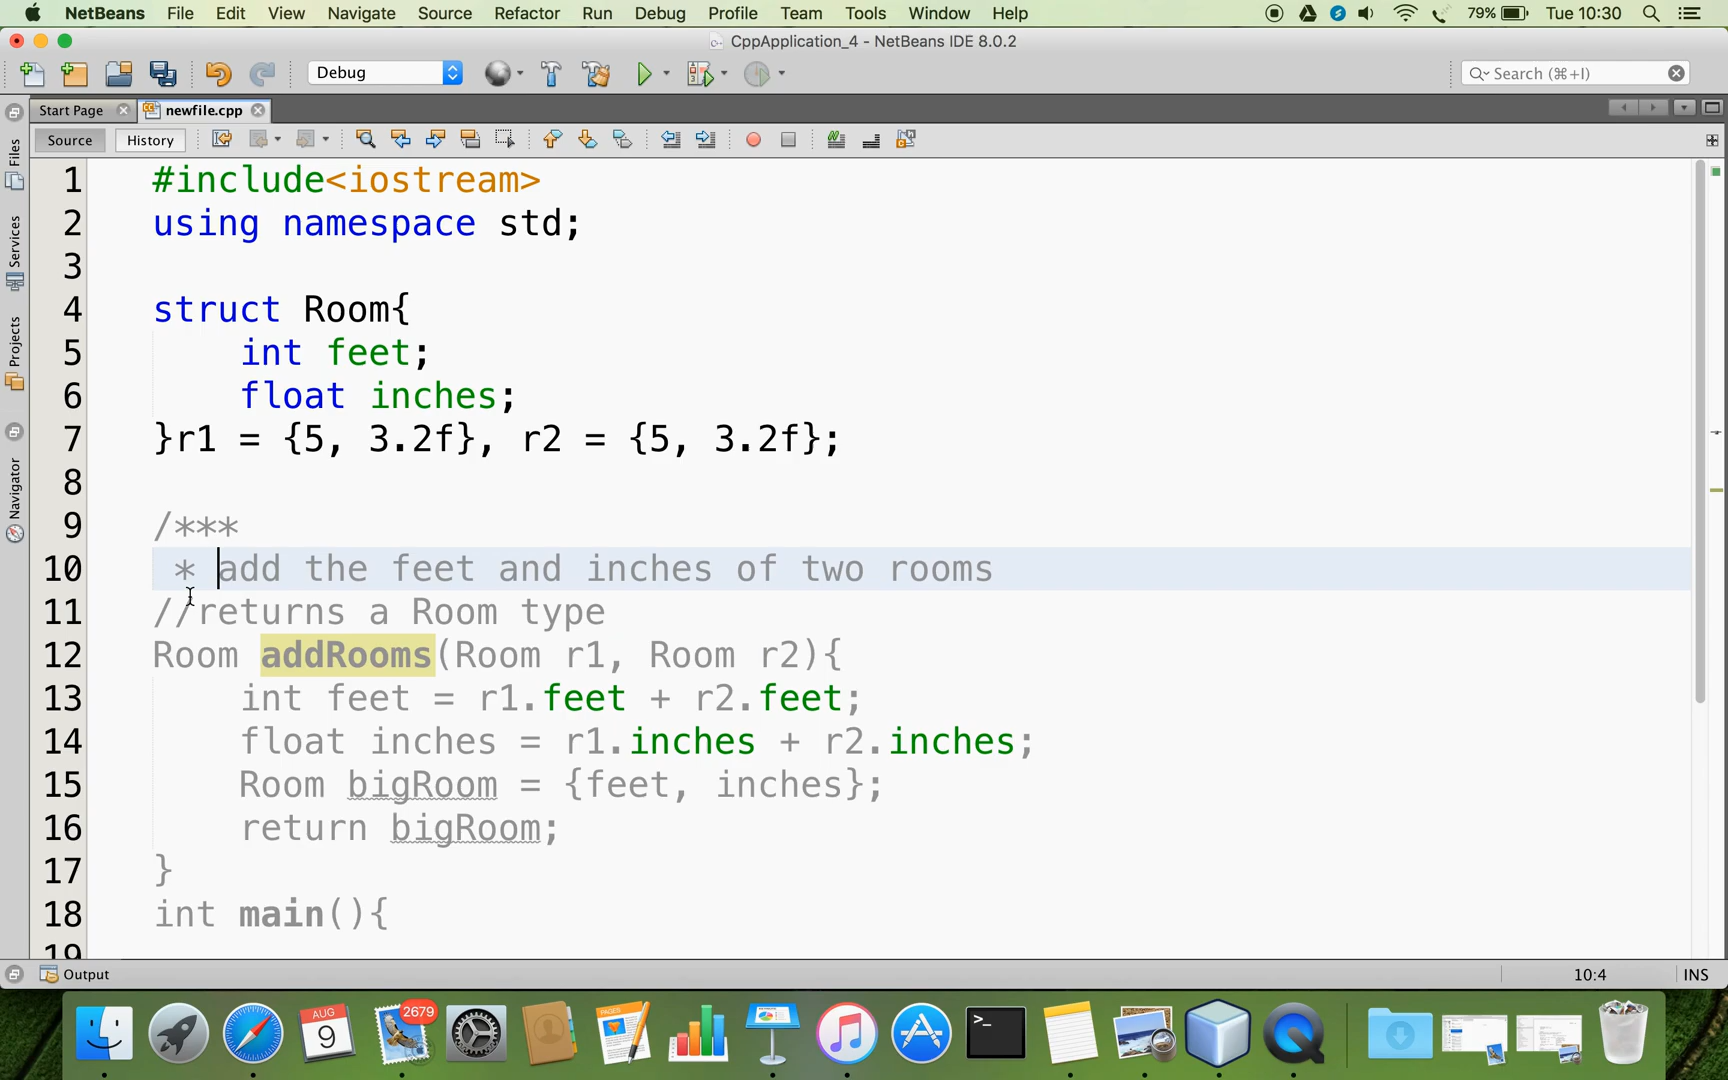 NetBeans File Edit View Navigate Source Refactor Run Debug Profile Team Tools Window Help 79% Tue 10:30
CppApplication_4 - NetBeans IDE 8.0.2
Debug Search (⌘+I)
Start Page newfile.cpp
Source History
Files
Services
Projects
Navigator
1 #include<iostream>
2 using namespace std;
3
4 struct Room{
5 int feet;
6 float inches;
7 }r1 = {5, 3.2f}, r2 = {5, 3.2f};
8
9 /***
10 * add the feet and inches of two rooms
11 //returns a Room type
12 Room addRooms(Room r1, Room r2){
13 int feet = r1.feet + r2.feet;
14 float inches = r1.inches + r2.inches;
15 Room bigRoom = {feet, inches};
16 return bigRoom;
17 }
18 int main(){
19
Output 10:4 INS
AUG
9
2679
PAGES
>_